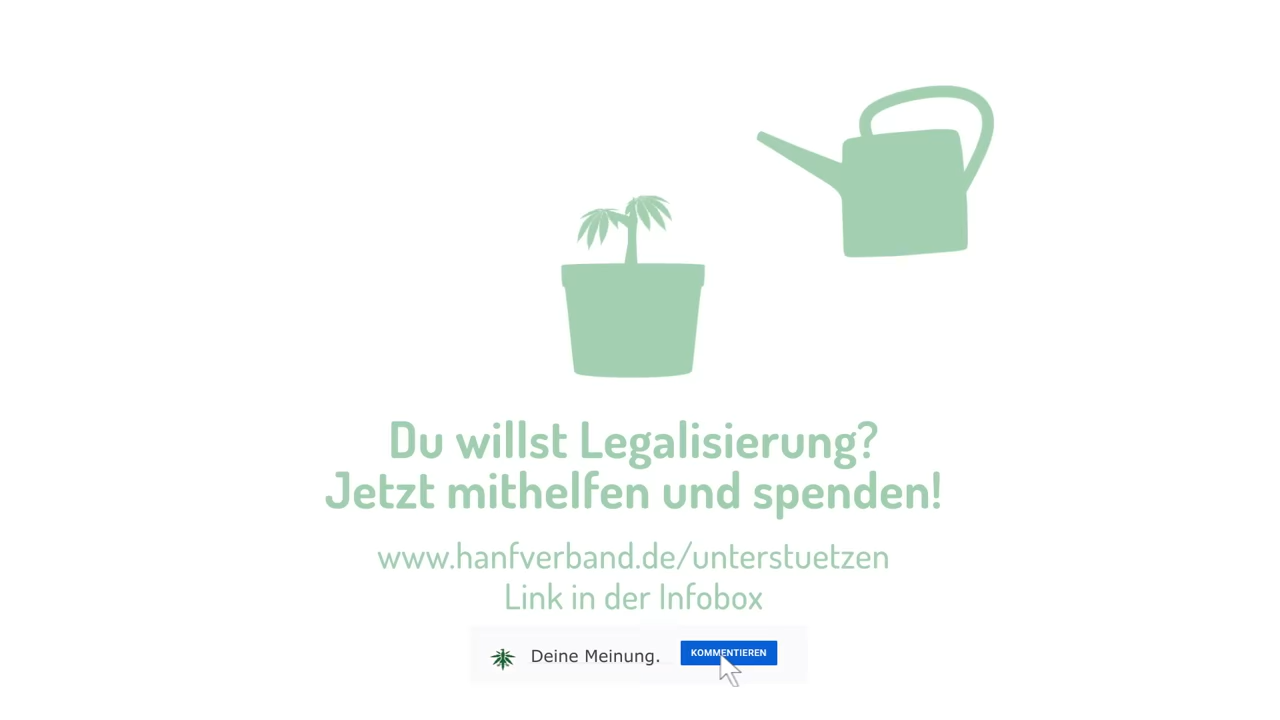 Du willst Legalisierung?
Jetzt mithelfen und spenden!
www.hanfverband.de/unterstuetzen
Link in der Infobox
Deine Meinung. KOMMENTIEREN